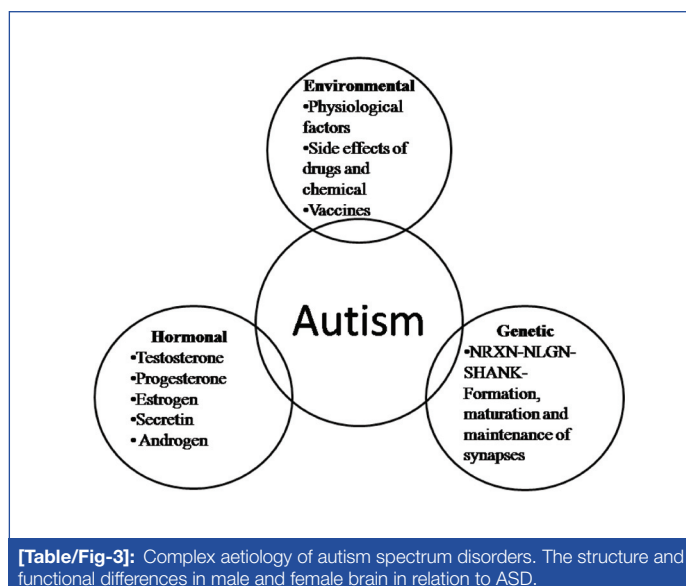 Environmental
•Physiological
factors
•Side effects of
drugs and
chemical
•Vaccines
Autism
Hormonal
•Testosterone
•Progesterone
•Estrogen
•Secretin
•Androgen
Genetic
•NRXN-NLGN-
SHANK-
Formation,
maturation and
maintenance of
synapses
[Table/Fig-3]: Complex aetiology of autism spectrum disorders. The structure and
functional differences in male and female brain in relation to ASD.